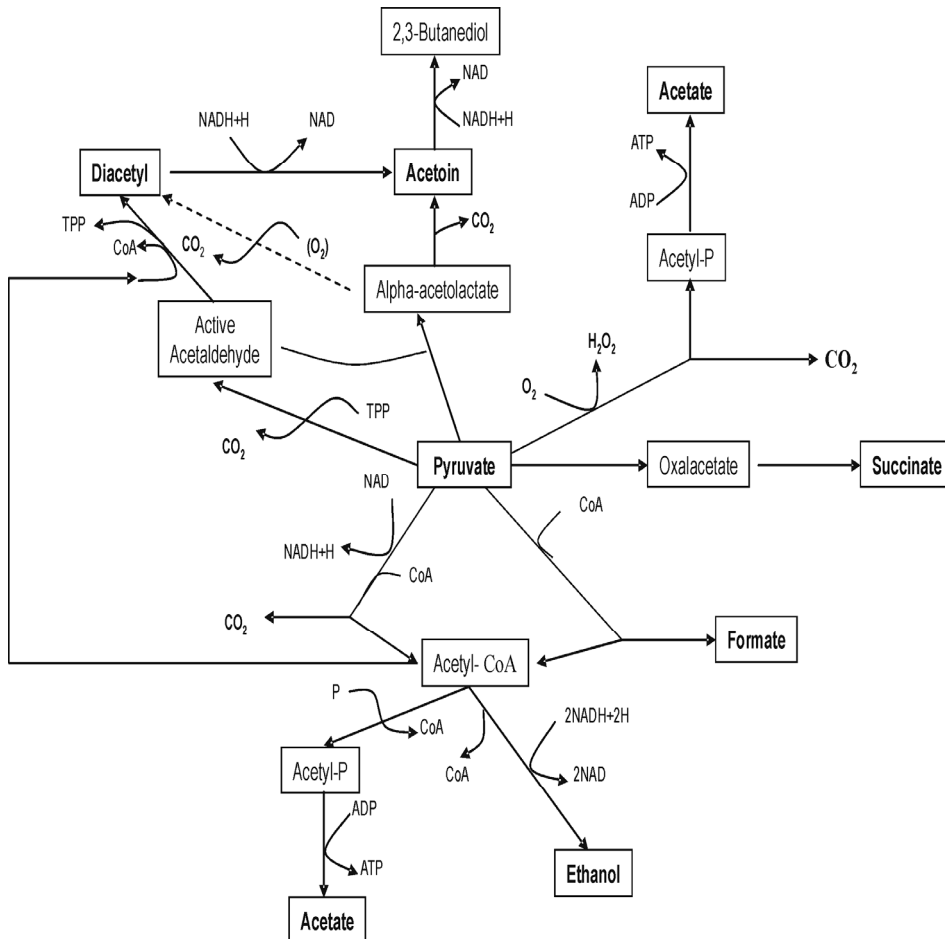 2,3-Butanediol
NAD
NADH+H
Acetate
NADH+H
NAD
ATP
ADP
Diacetyl
Acetoin
TPP
CoA
CO2
(O2)
CO2
Acetyl-P
Alpha-acetolactate
Active
Acetaldehyde
H2O2
O2
CO2
TPP
CO2
Pyruvate
Oxalacetate
Succinate
NAD
CoA
NADH+H
CoA
CO2
Formate
Acetyl- CoA
P
CoA
CoA
2NADH+2H
2NAD
Acetyl-P
ADP
ATP
Ethanol
Acetate